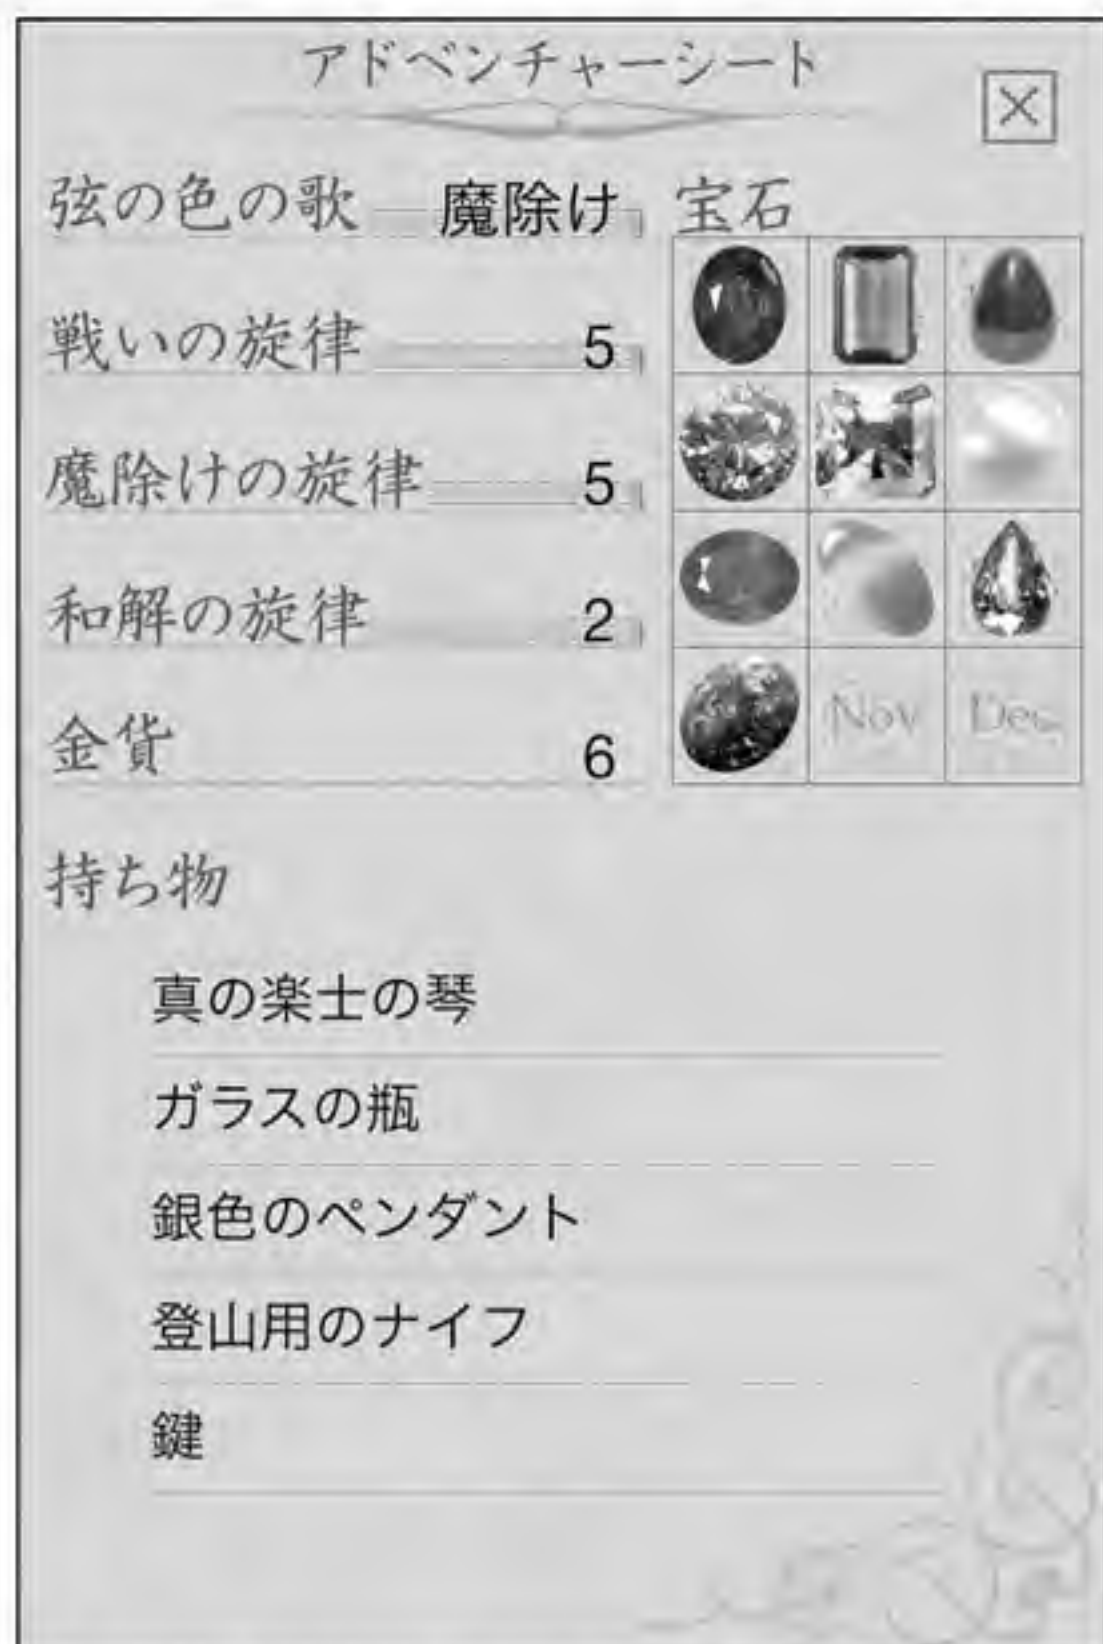 アドベンチャーシート
弦の色の歌 魔除け
戦いの旋律 5
魔除けの旋律 5
和解の旋律 2
金貨 6
宝石
Nov Dec
持ち物
真の楽士の琴
ガラスの瓶
銀色のペンダント
登山用のナイフ
鍵